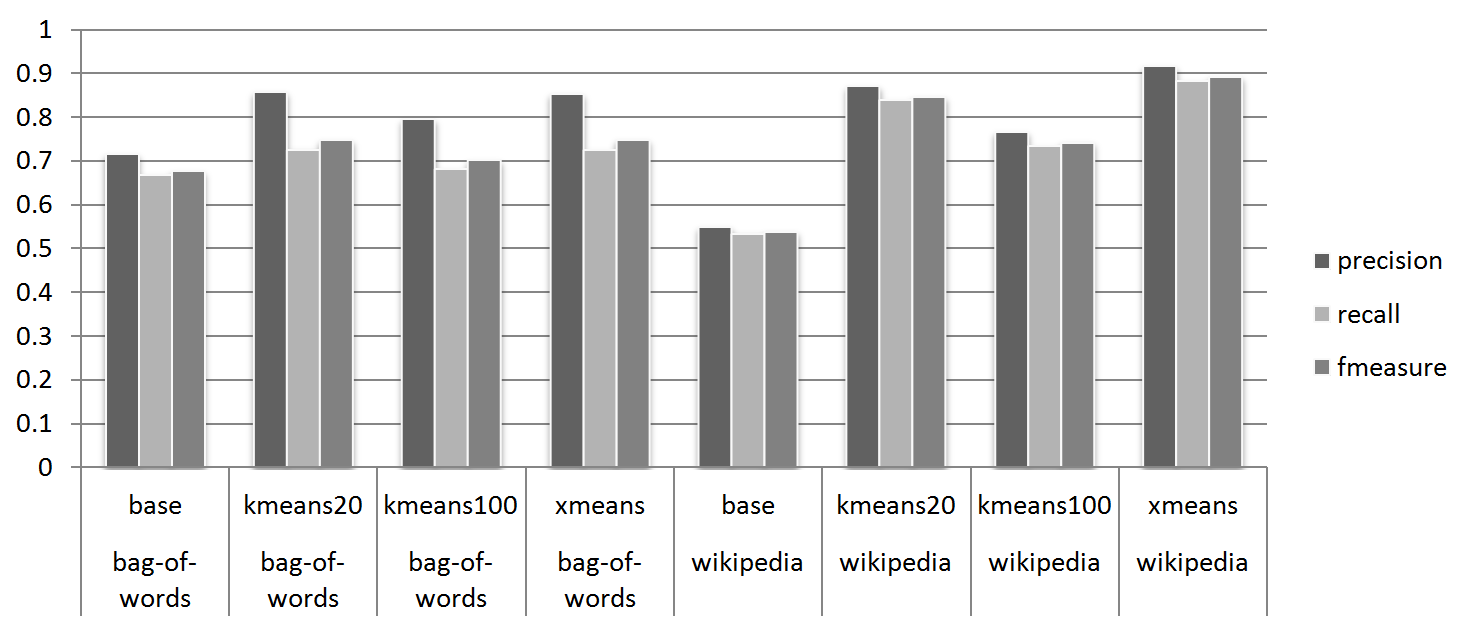 1
0.9
0.8
0.7
0.6
0.5
0.4
0.3
0.2
0.1
0
precision
recall
fmeasure
base kmeans20 kmeans100 xmeans base kmeans20 kmeans100 xmeans
bag-of- bag-of- bag-of- bag-of- wikipedia wikipedia wikipedia wikipedia
words words words words